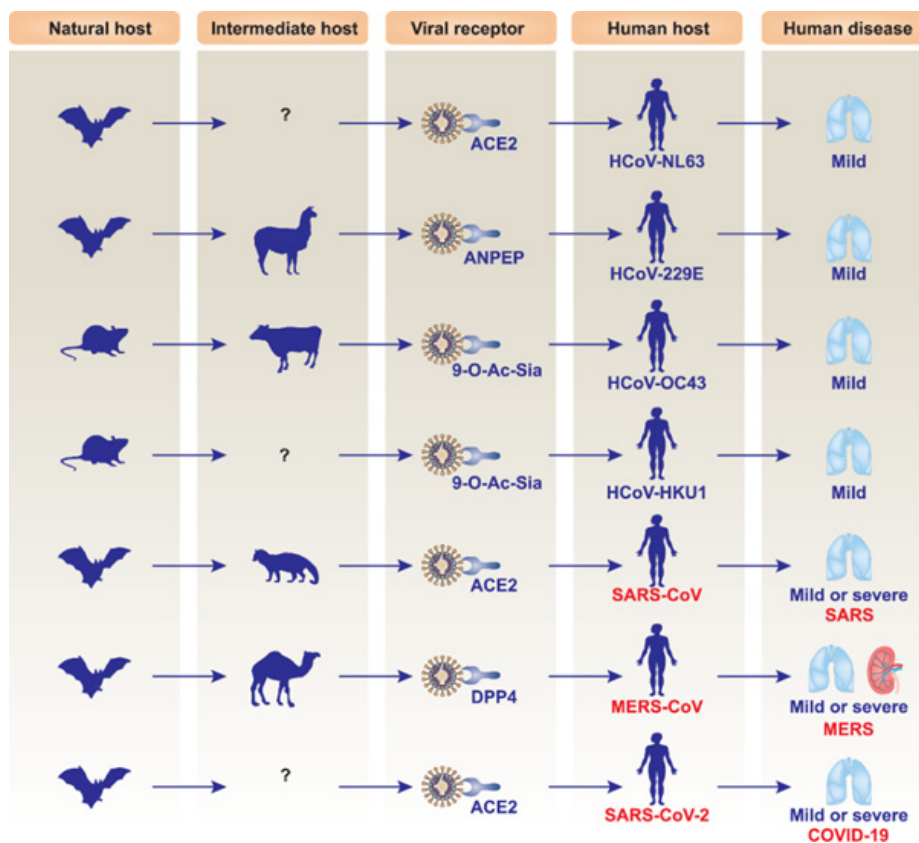 Natural host Intermediate host Viral receptor Human host Human disease
?
ACE2
HCoV-NL63
Mild
ANPEP
HCoV-229E
Mild
9-O-Ac-Sia
HCoV-OC43
Mild
?
9-O-Ac-Sia
HCoV-HKU1
Mild
ACE2
SARS-CoV
Mild or severe
SARS
DPP4
MERS-CoV
Mild or severe
MERS
?
ACE2
SARS-CoV-2
Mild or severe
COVID-19